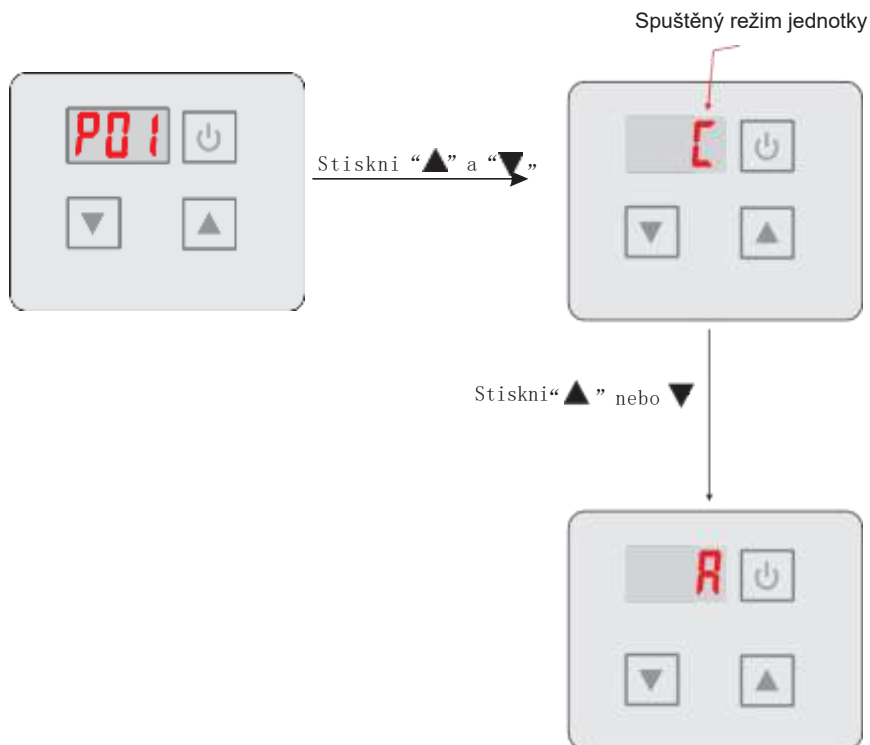 Spuštěný režim jednotky
P01
Stiskni “▲” a “▼”
C
Stiskni“▲” nebo ▼
A